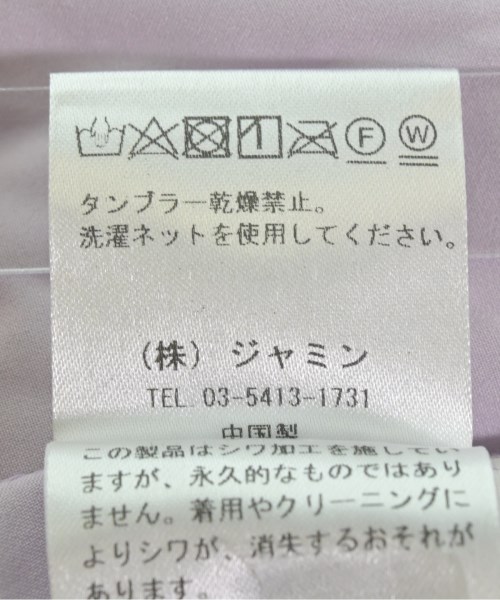 F W
タンブラー乾燥禁止。
洗濯ネットを使用してください。
(株) ジャミン
TEL 03-5413-1731
中国製
この製品はシワ加工を施してい
ますが、永久的なものではあり
ません。着用やクリーニングに
よりシワが、消失するおそれが
あります。